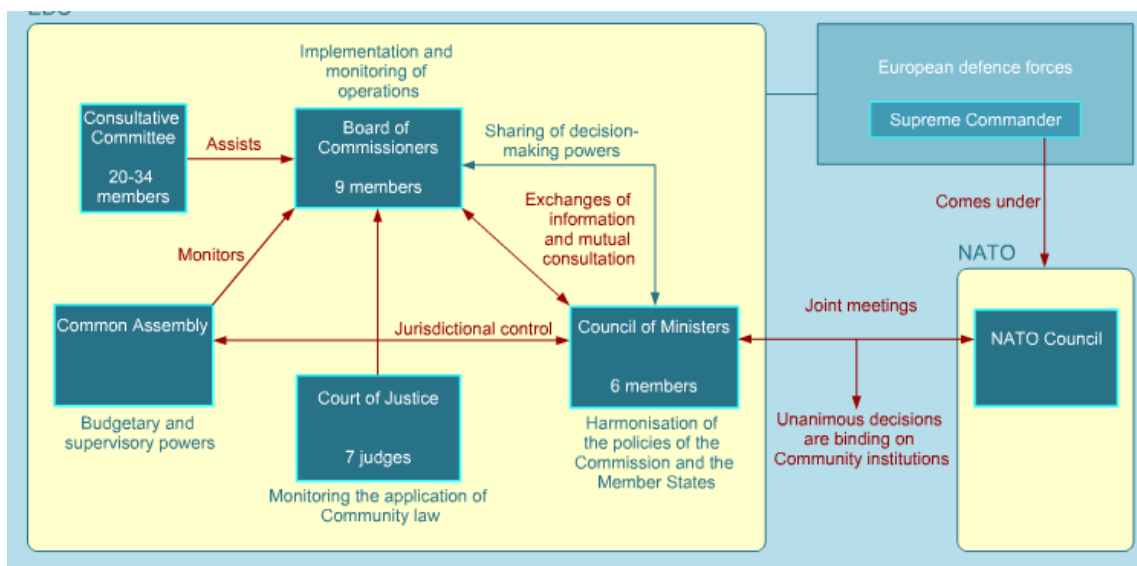 Implementation and
monitoring of
operations
European defence forces
Supreme Commander
Consultative
Committee
20-34
members
Assists
Board of
Commissioners
9 members
Sharing of decision-
making powers
Comes under
Exchanges of
information
and mutual
consultation
Monitors
NATO
Common Assembly
Jurisdictional control
Council of Ministers
6 members
Joint meetings
NATO Council
Budgetary and
supervisory powers
Court of Justice
7 judges
Harmonisation of
the policies of the
Commission and the
Member States
Unanimous decisions
are binding on
Community institutions
Monitoring the application of
Community law